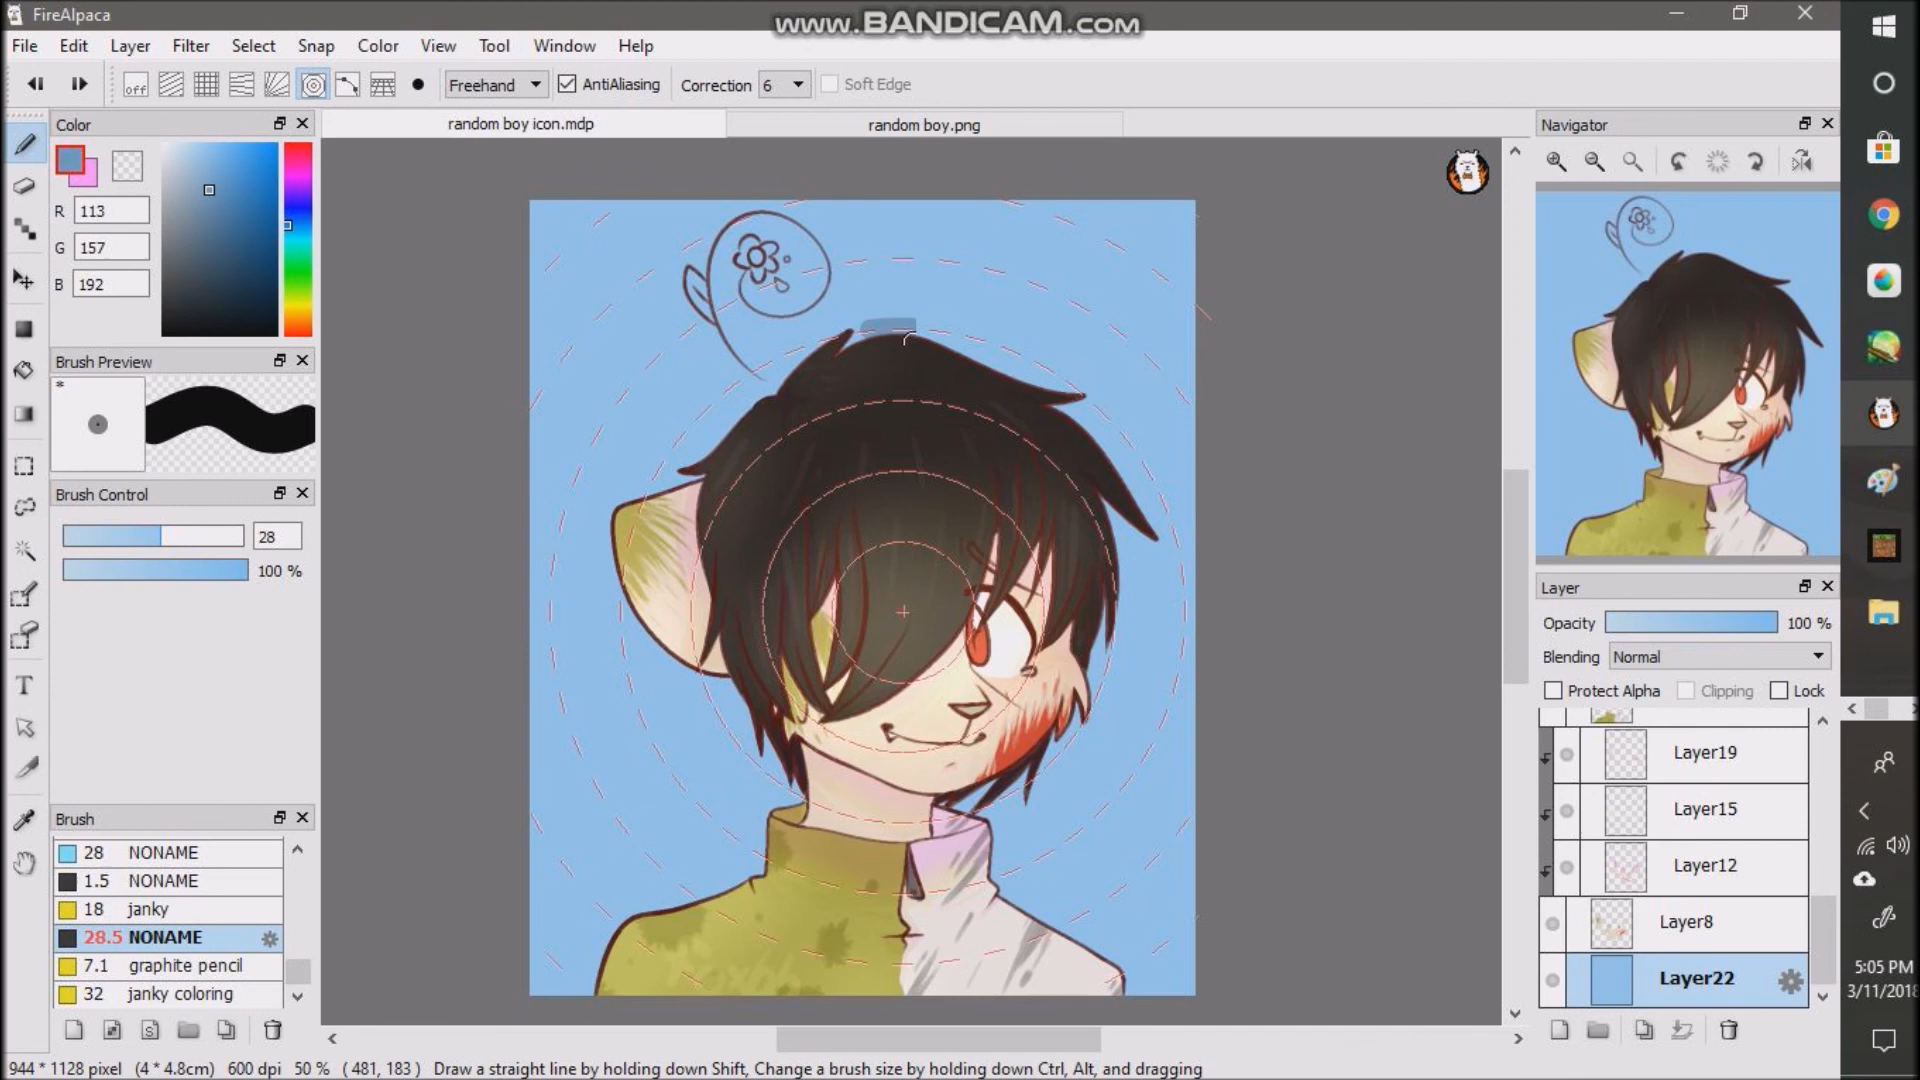 FireAlpaca
www.BANDICAM.com
File Edit Layer Filter Select Snap Color View Tool Window Help
off Freehand AntiAliasing Correction 6 Soft Edge
Color
random boy icon.mdp
random boy.png
Navigator
R 113
G 157
B 192
Brush Preview
*
Brush Control
28
100 %
Layer
Opacity 100 %
Blending Normal
Protect Alpha Clipping Lock
Layer19
Layer15
Layer12
Layer8
Layer22
Brush
28 NONAME
1.5 NONAME
18 janky
28.5 NONAME
7.1 graphite pencil
32 janky coloring
S
T
5:05 PM
3/11/2018
944 * 1128 pixel (4 * 4.8cm) 600 dpi 50 % ( 481, 183 ) Draw a straight line by holding down Shift, Change a brush size by holding down Ctrl, Alt, and dragging